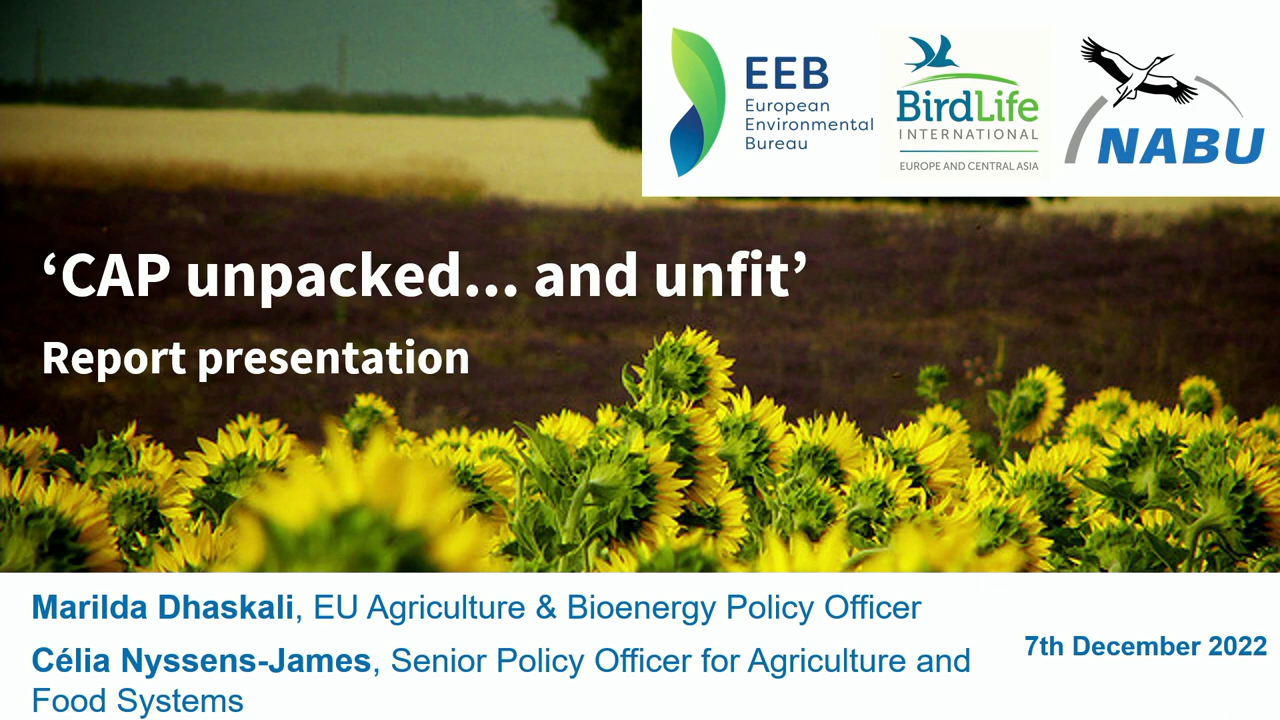 EEB
European
Environmental
Bureau
BirdLife
INTERNATIONAL
EUROPE AND CENTRAL ASIA
NABU
‘CAP unpacked... and unfit’
Report presentation
Marilda Dhaskali, EU Agriculture & Bioenergy Policy Officer
Célia Nyssens-James, Senior Policy Officer for Agriculture and
Food Systems
7th December 2022